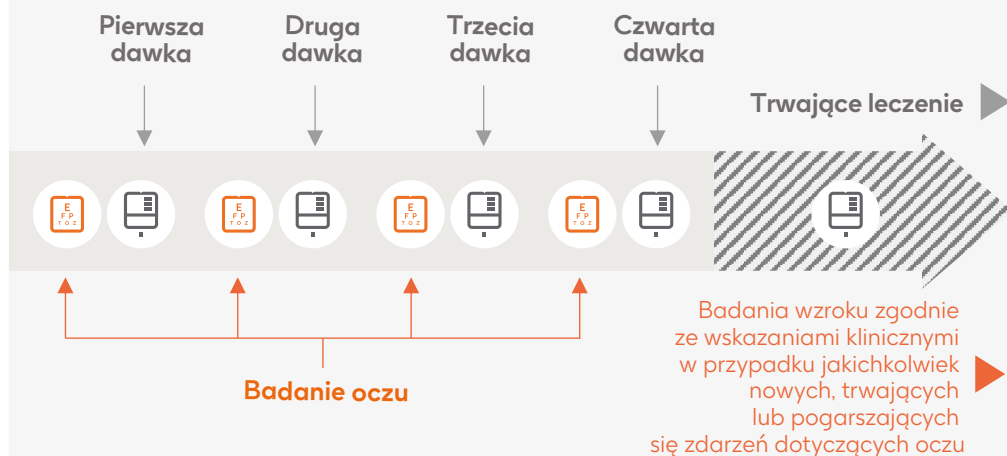 Pierwsza
dawka
Druga
dawka
Trzecia
dawka
Czwarta
dawka
Trwające leczenie
E
F P
T O Z
E
F P
T O Z
E
F P
T O Z
E
F P
T O Z
Badanie oczu
Badania wzroku zgodnie
ze wskazaniami klinicznymi
w przypadku jakichkolwiek
nowych, trwających
lub pogarszających
się zdarzeń dotyczących oczu